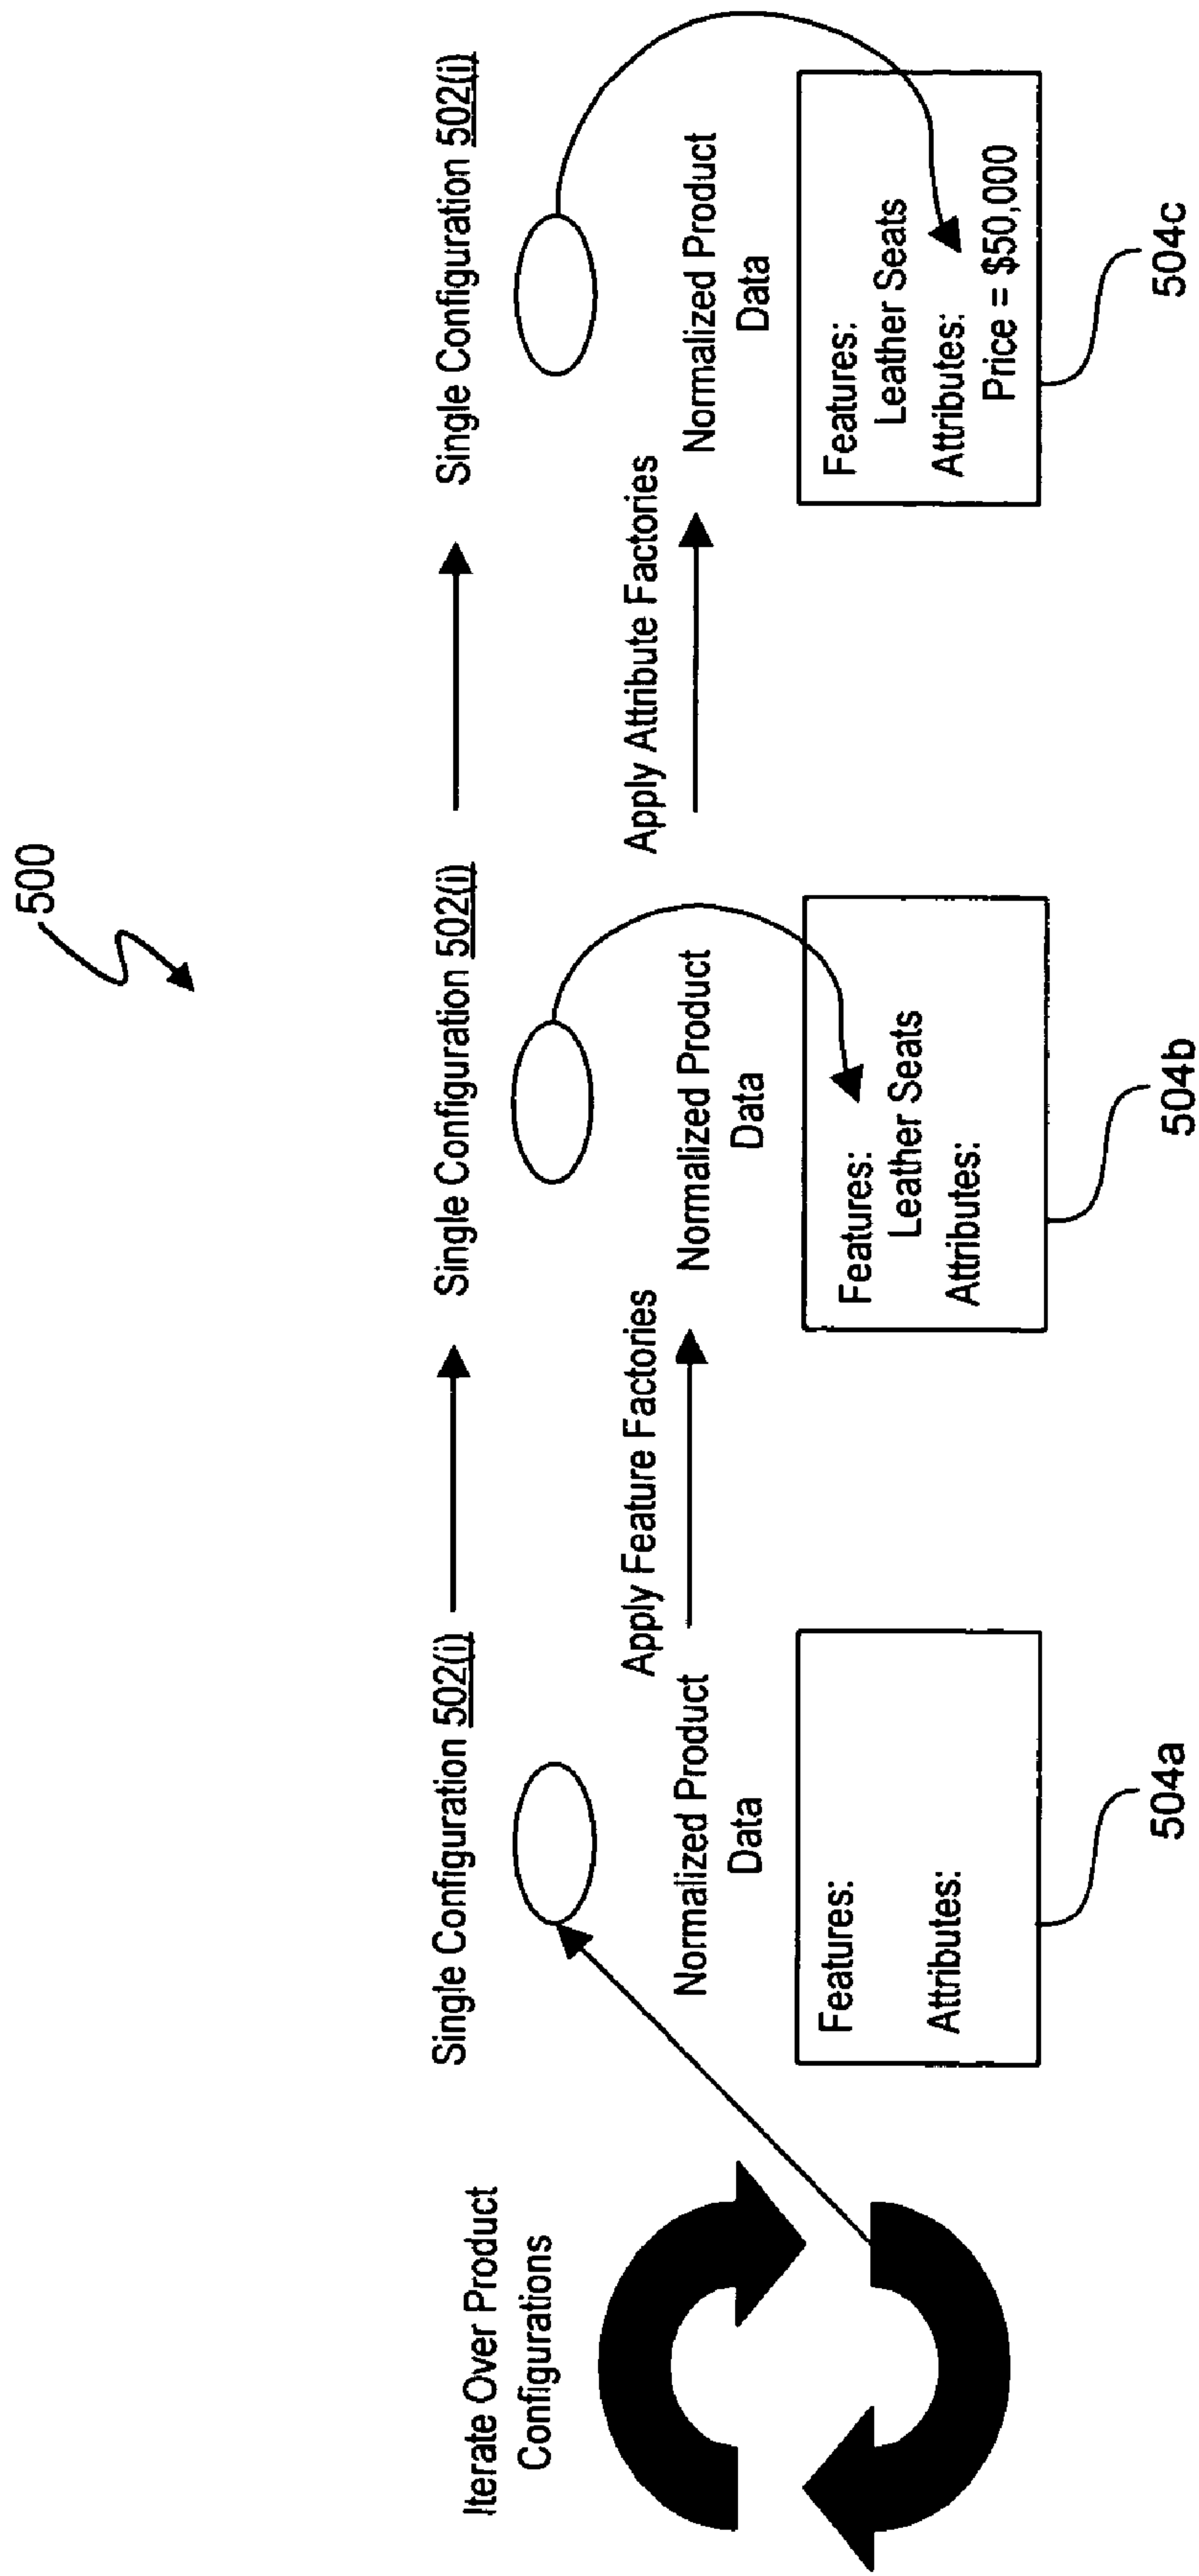 500
Iterate Over Product
Configurations
Single Configuration 502(i)
Normalized Product
Data
Features:
Attributes:
504a
Apply Feature Factories
Single Configuration 502(i)
Normalized Product
Data
Features:
Leather Seats
Attributes:
504b
Apply Attribute Factories
Single Configuration 502(i)
Normalized Product
Data
Features:
Leather Seats
Attributes:
Price = $50,000
504c